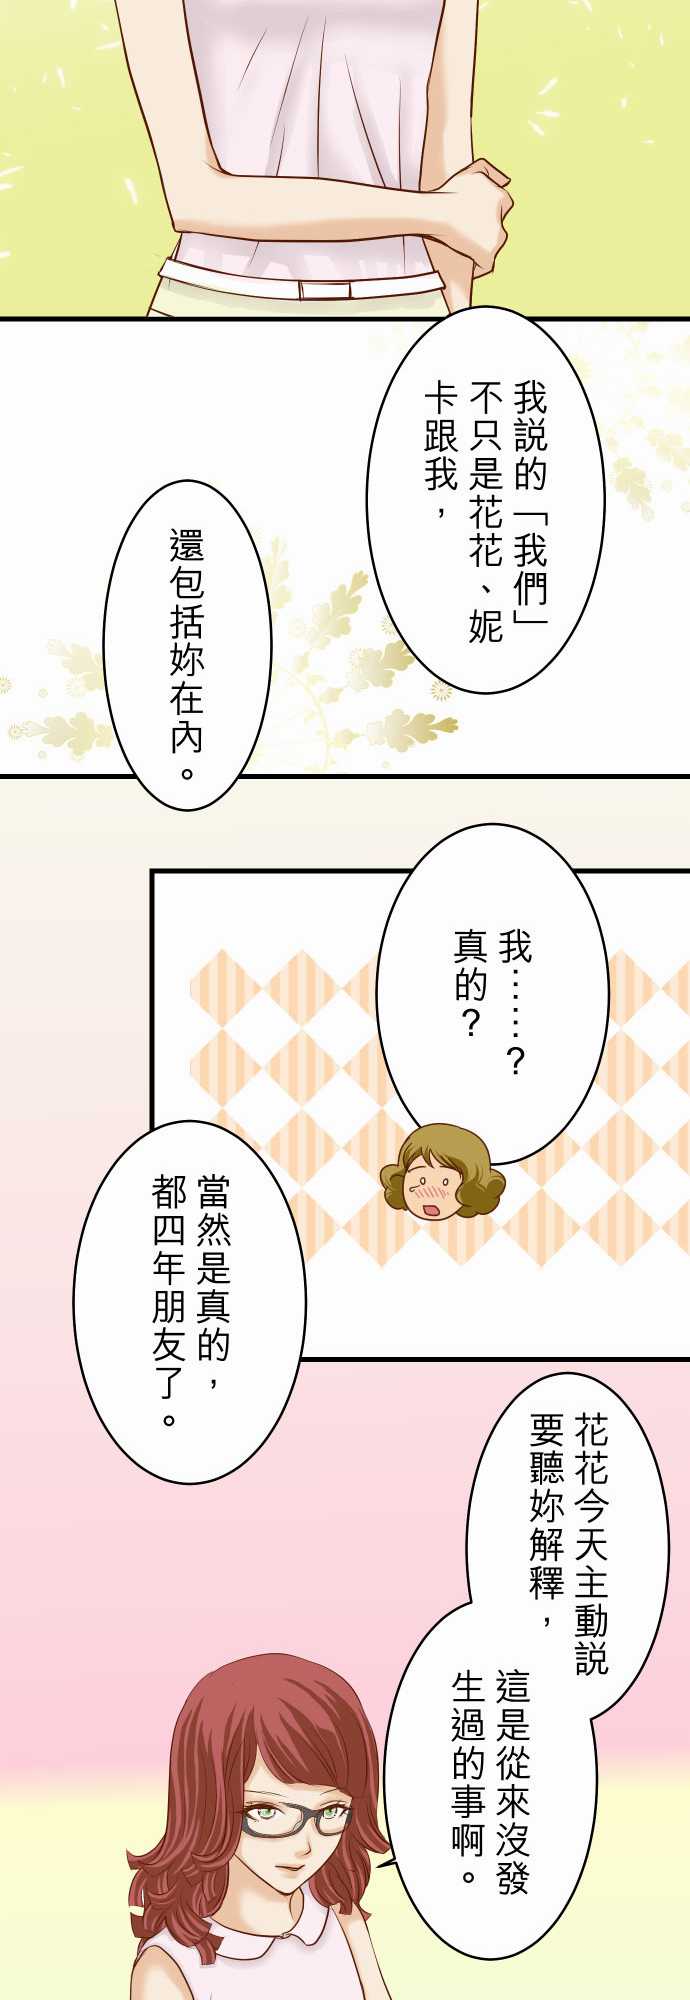 我說的「我們」
不只是花花、妮
卡跟我，
還包括妳在內。
我……？
真的？
當然是真的，
都四年朋友了。
花花今天主動說
要聽妳解釋，
這是從來沒發
生過的事啊。